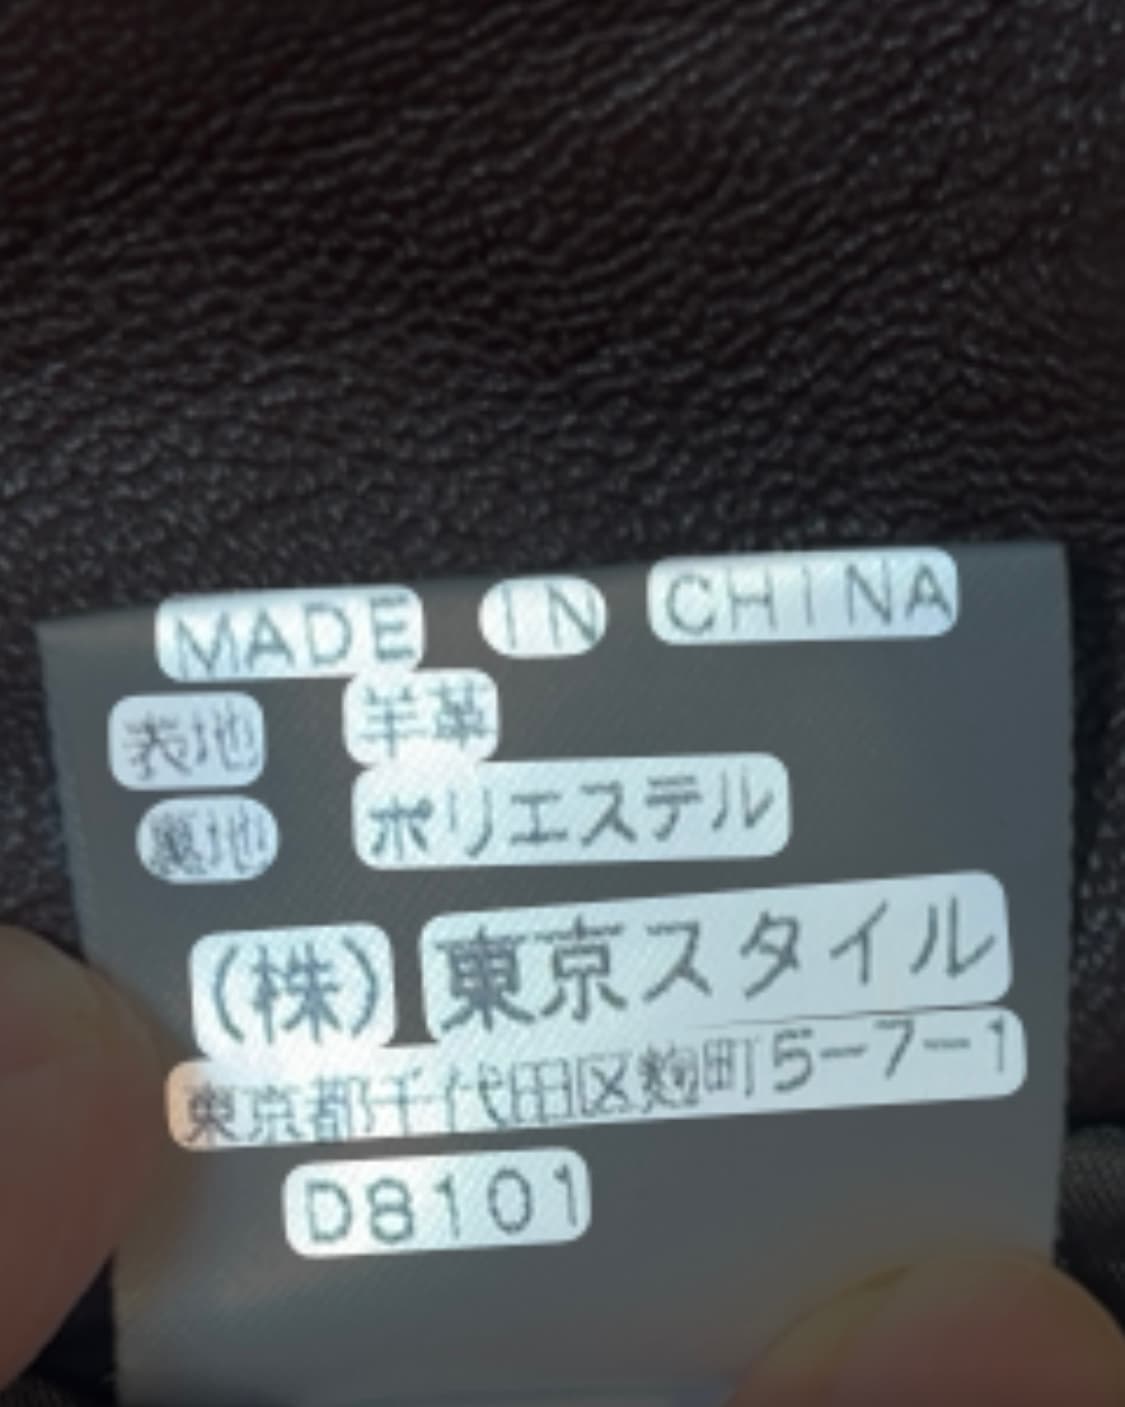 MADE IN CHINA
表地 羊革
裏地 ポリエステル
(株) 東京スタイル
東京都千代田区麹町5-7-1
D8101